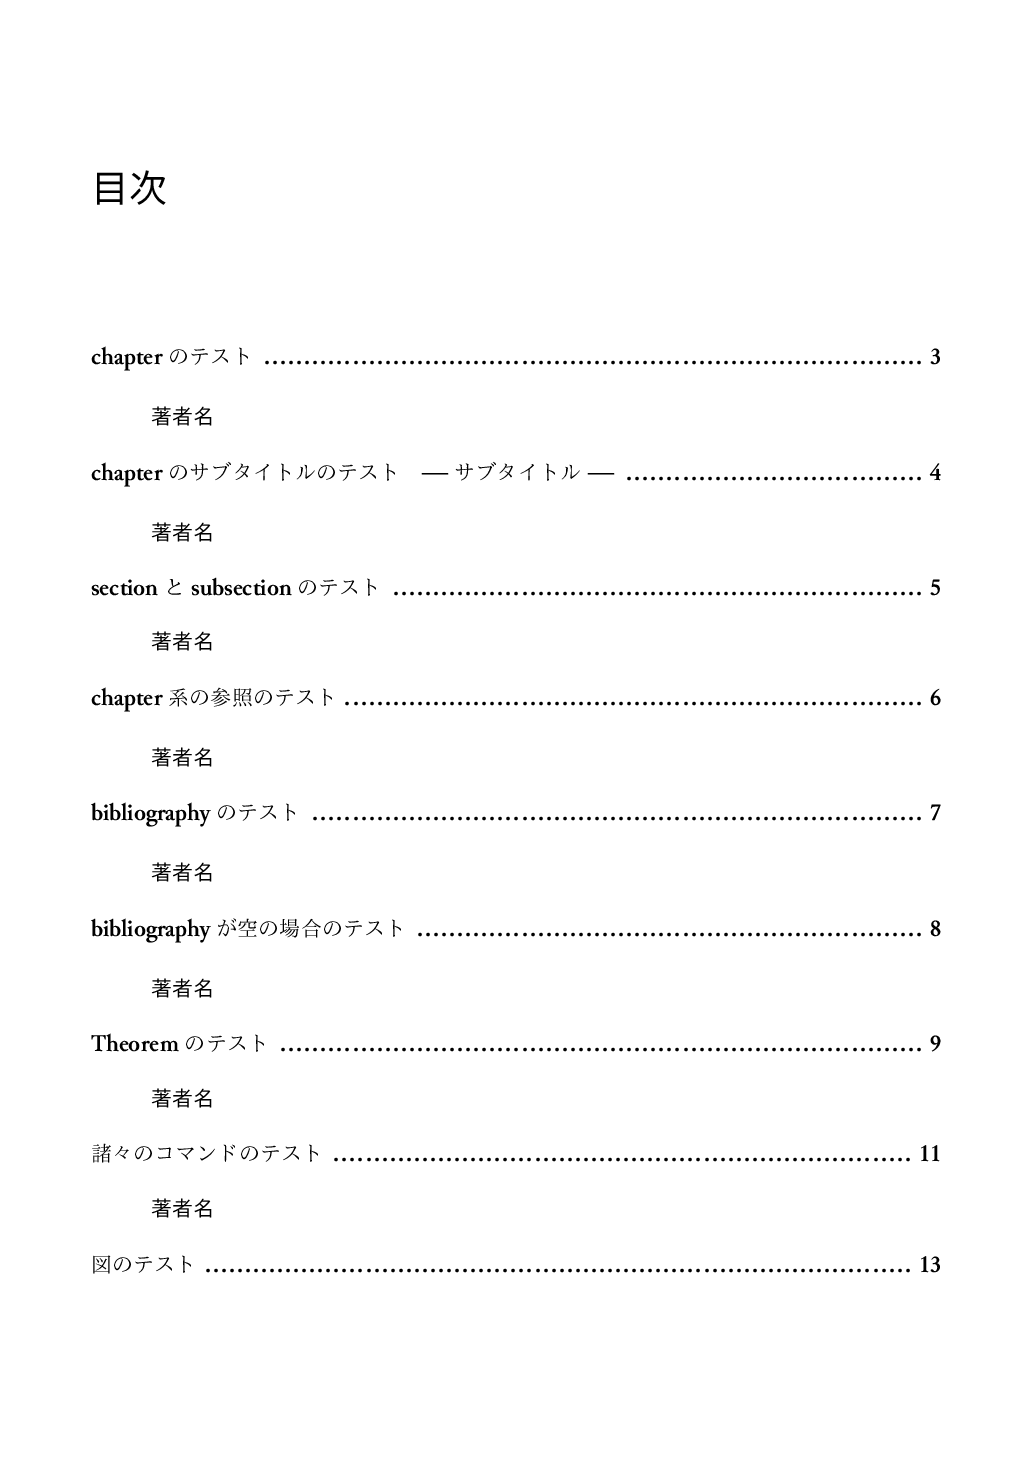 目次
chapter のテスト ........................................................................ 3
著者名
chapter のサブタイトルのテスト　— サブタイトル — ..................................... 4
著者名
section と subsection のテスト .................................................................. 5
著者名
chapter 系の参照のテスト ........................................................................ 6
著者名
bibliography のテスト ............................................................................ 7
著者名
bibliography が空の場合のテスト ............................................................... 8
著者名
Theorem のテスト ................................................................................ 9
著者名
諸々のコマンドのテスト ........................................................................ 11
著者名
図のテスト ........................................................................................ 13